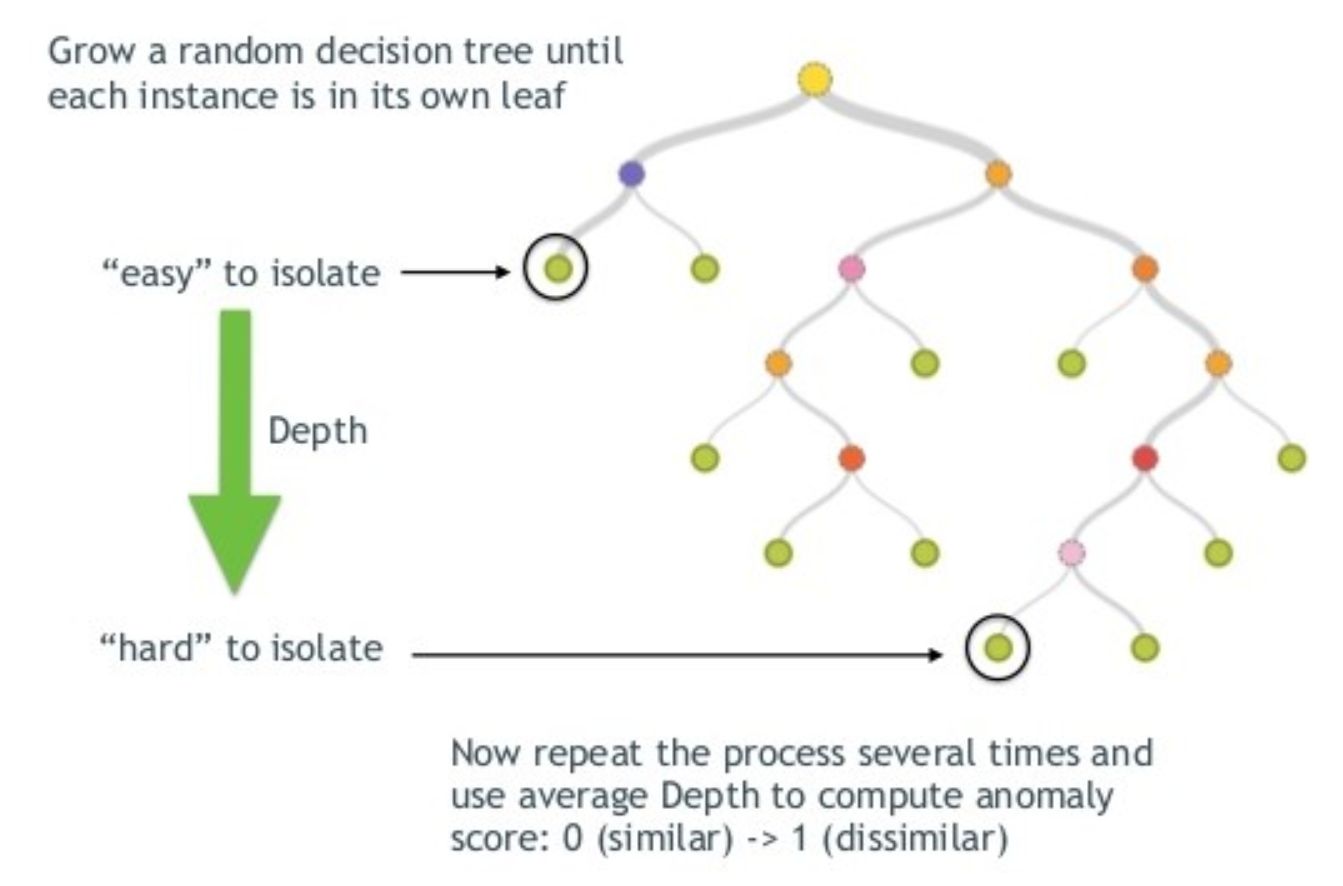 Grow a random decision tree until
each instance is in its own leaf
“easy” to isolate
Depth
“hard” to isolate
Now repeat the process several times and
use average Depth to compute anomaly
score: 0 (similar) -> 1 (dissimilar)